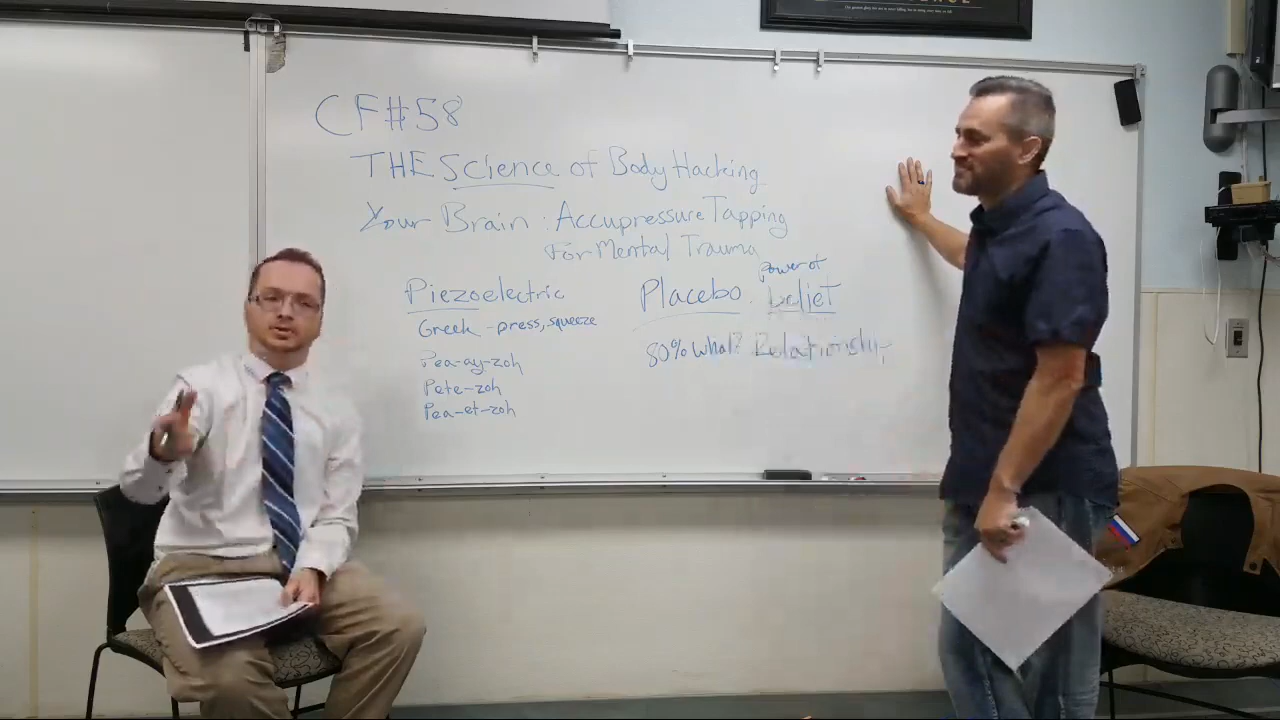 CF#58
THE Science of Body Hacking
Your Brain: Accupressure Tapping
For Mental Trauma
Piezoelectric
Greek - press, squeeze
Pea-ay-zoh
Pete-zoh
Pea-et-zoh
Placebo. power of
belief
80% what? Relationship